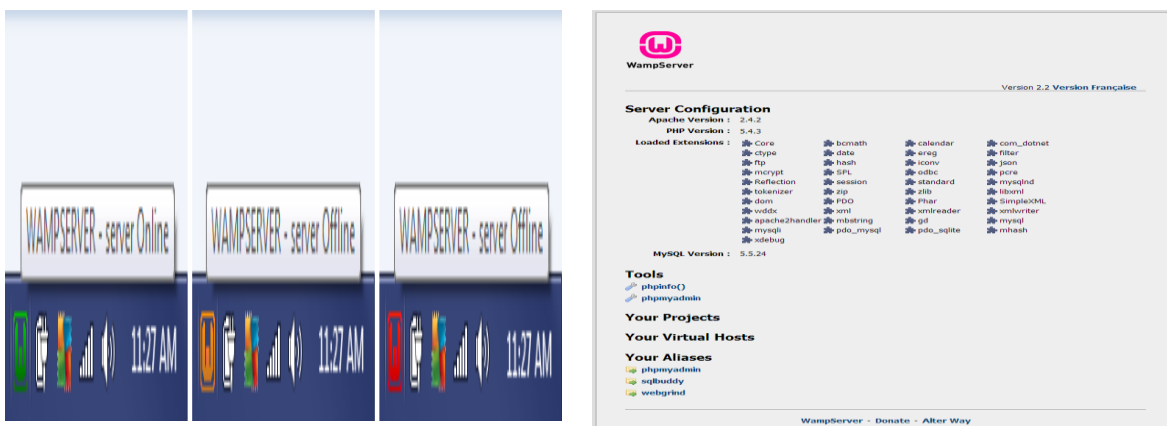 WAMPSERVER - server Online
11:27 AM
WAMPSERVER - server Offline
11:27 AM
WAMPSERVER - server Offline
11:27 AM
WampServer
Version 2.2 Version Française
Server Configuration
Apache Version : 2.4.2
PHP Version : 5.4.3
Loaded Extensions : Core bcmath calendar com_dotnet
ctype date ereg filter
ftp hash iconv json
mcrypt SPL odbc pcre
Reflection session standard mysqlnd
tokenizer zip zlib libxml
dom PDO Phar SimpleXML
wddx xml xmlreader xmlwriter
apache2handler mbstring gd mysql
mysqli pdo_mysql pdo_sqlite mhash
xdebug
MySQL Version : 5.5.24
Tools
phpinfo()
phpmyadmin
Your Projects
Your Virtual Hosts
Your Aliases
phpmyadmin
sqlbuddy
webgrind
WampServer - Donate - Alter Way